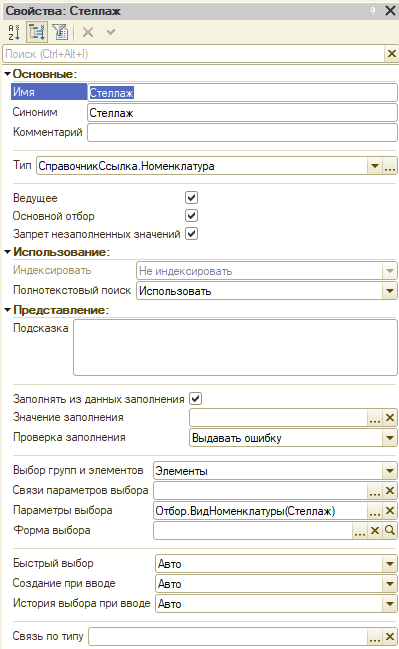 Свойства: Стеллаж
Поиск (Ctrl+Alt+I)
Основные:
Имя Стеллаж
Синоним Стеллаж
Комментарий
Тип СправочникСсылка.Номенклатура
Ведущее
Основной отбор
Запрет незаполненных значений
Использование:
Индексировать Не индексировать
Полнотекстовый поиск Использовать
Представление:
Подсказка
Заполнять из данных заполнения
Значение заполнения
Проверка заполнения Выдавать ошибку
Выбор групп и элементов Элементы
Связи параметров выбора
Параметры выбора Отбор.ВидНоменклатуры(Стеллаж)
Форма выбора
Быстрый выбор Авто
Создание при вводе Авто
История выбора при вводе Авто
Связь по типу